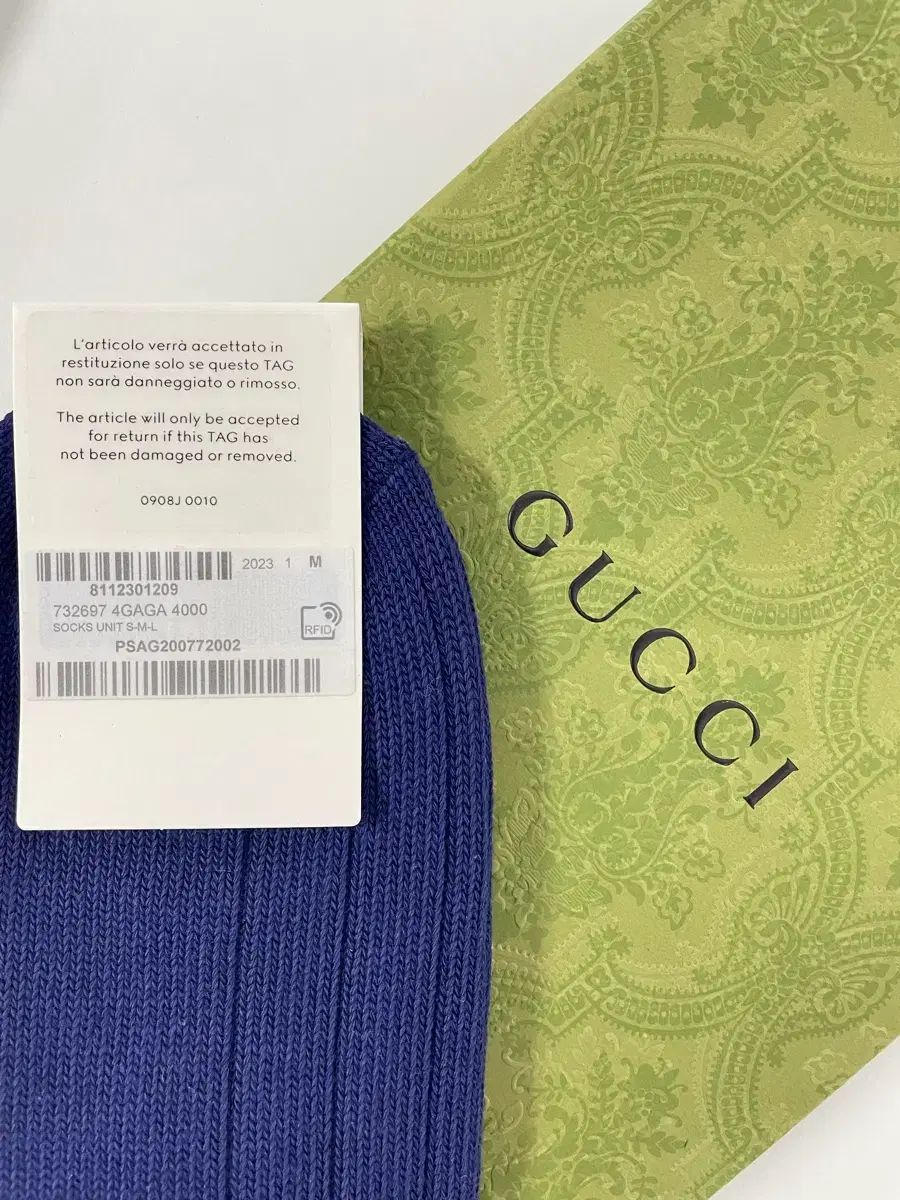 L'articolo verrà accettato in
restituzione solo se questo TAG
non sarà danneggiato o rimosso.
The article will only be accepted
for return if this TAG has
not been damaged or removed.
0908J 0010
2023 1 M
8112301209
732697 4GAGA 4000
SOCKS UNIT S-M-L
RFID
PSAG200772002
GUCCI